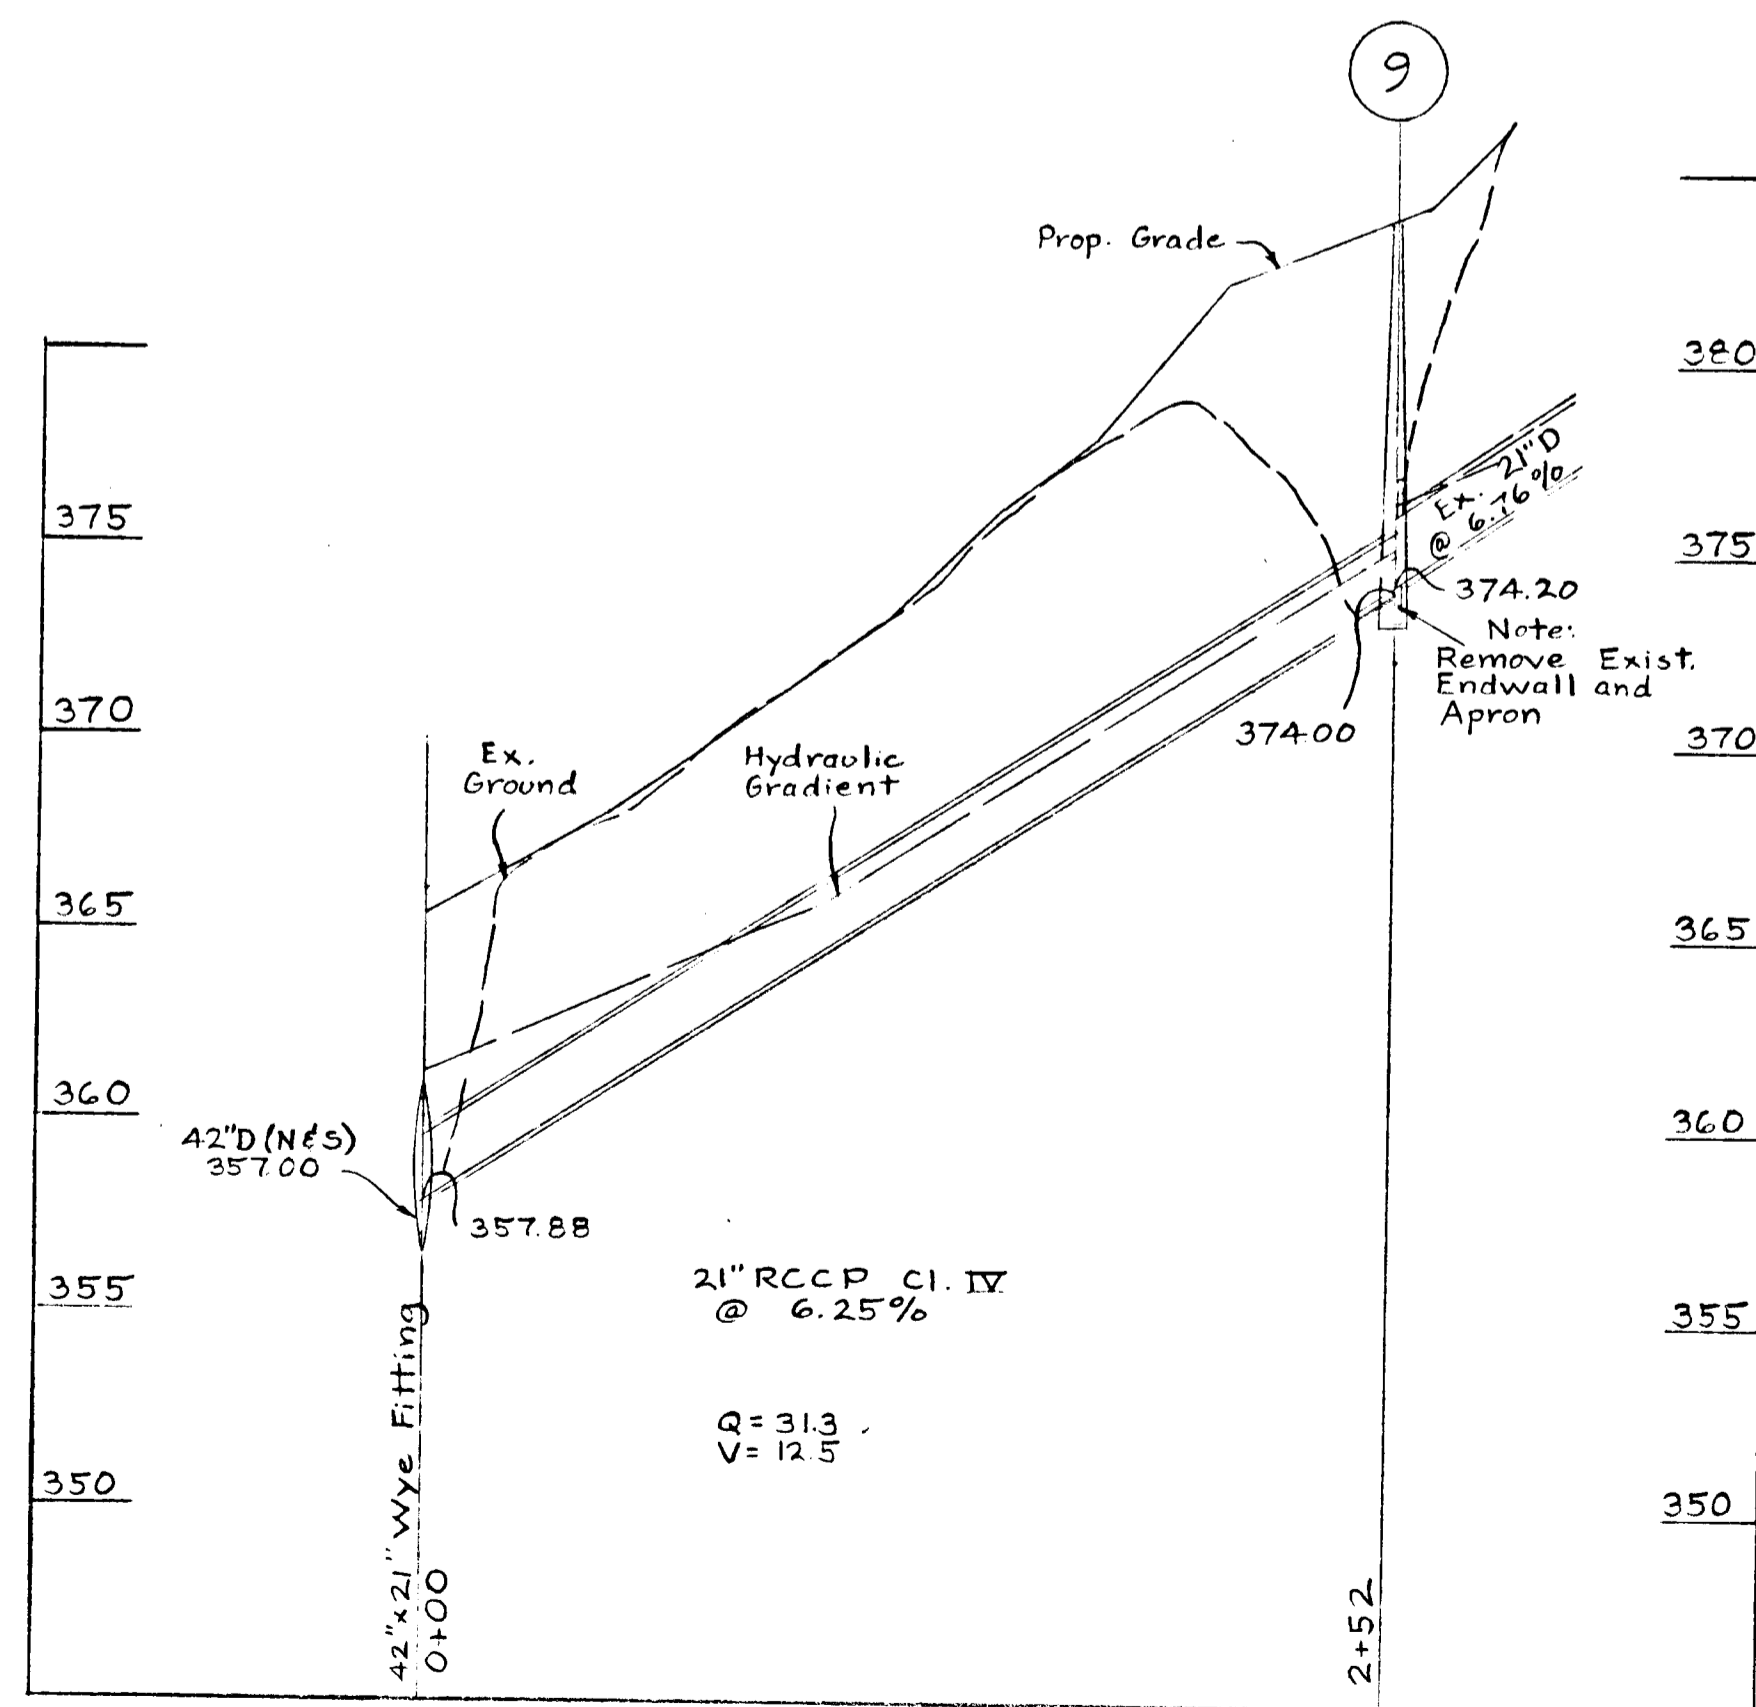 9
Prop. Grade
380
375
375
Ex. 21"D
@ 6.76%
374.20
Note:
Remove Exist.
Endwall and
Apron
374.00
370
370
Ex.
Ground
Hydraulic
Gradient
365
365
360
360
42"D (N&S)
357.00
357.88
21" RCCP Cl. IV
@ 6.25%
355
355
Q = 31.3
V = 12.5
350
350
42"x21" Wye Fitting
0+00
2+52